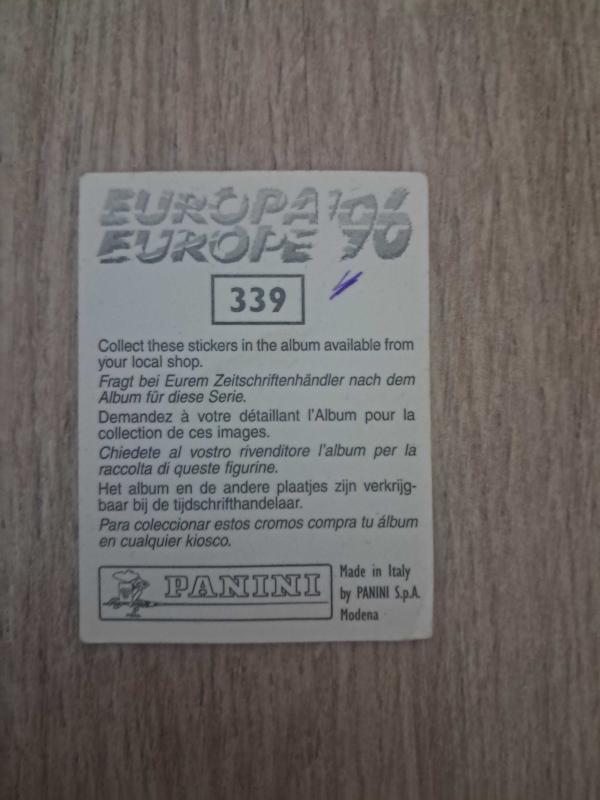 EUROPA '96
EUROPE 96
339
Collect these stickers in the album available from
your local shop.
Fragt bei Eurem Zeitschriftenhändler nach dem
Album für diese Serie.
Demandez à votre détaillant l'Album pour la
collection de ces images.
Chiedete al vostro rivenditore l'album per la
raccolta di queste figurine.
Het album en de andere plaatjes zijn verkrijg-
baar bij de tijdschrifthandelaar.
Para coleccionar estos cromos compra tu álbum
en cualquier kiosco.
PANINI
Made in Italy
by PANINI S.p.A.
Modena